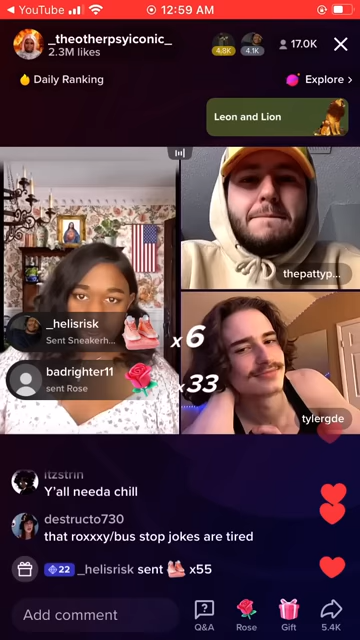 YouTube
12:59 AM
_theotherpsyiconic_
2.3M likes
4.8K
4.1K
17.0K
Daily Ranking
Explore >
Leon and Lion
thepattyp...
_helisrisk
Sent Sneakerh...
x 6
badrighter11
sent Rose
x 33
tylergde
itzstrin
Y'all needa chill
destructo730
that roxxxy/bus stop jokes are tired
22 _helisrisk sent x55
Add comment
Q&A
Rose
Gift
5.4K